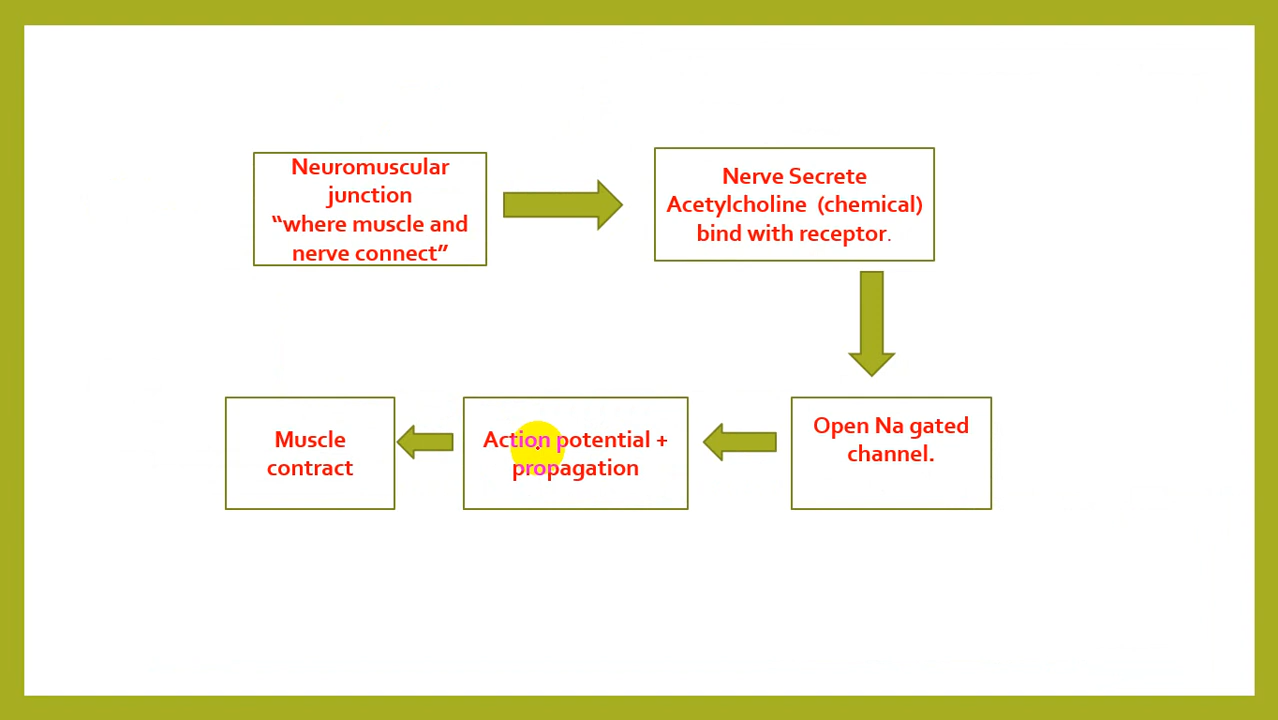 Neuromuscular
junction
“where muscle and
nerve connect”
Nerve Secrete
Acetylcholine (chemical)
bind with receptor.
Open Na gated
channel.
Action potential +
propagation
Muscle
contract